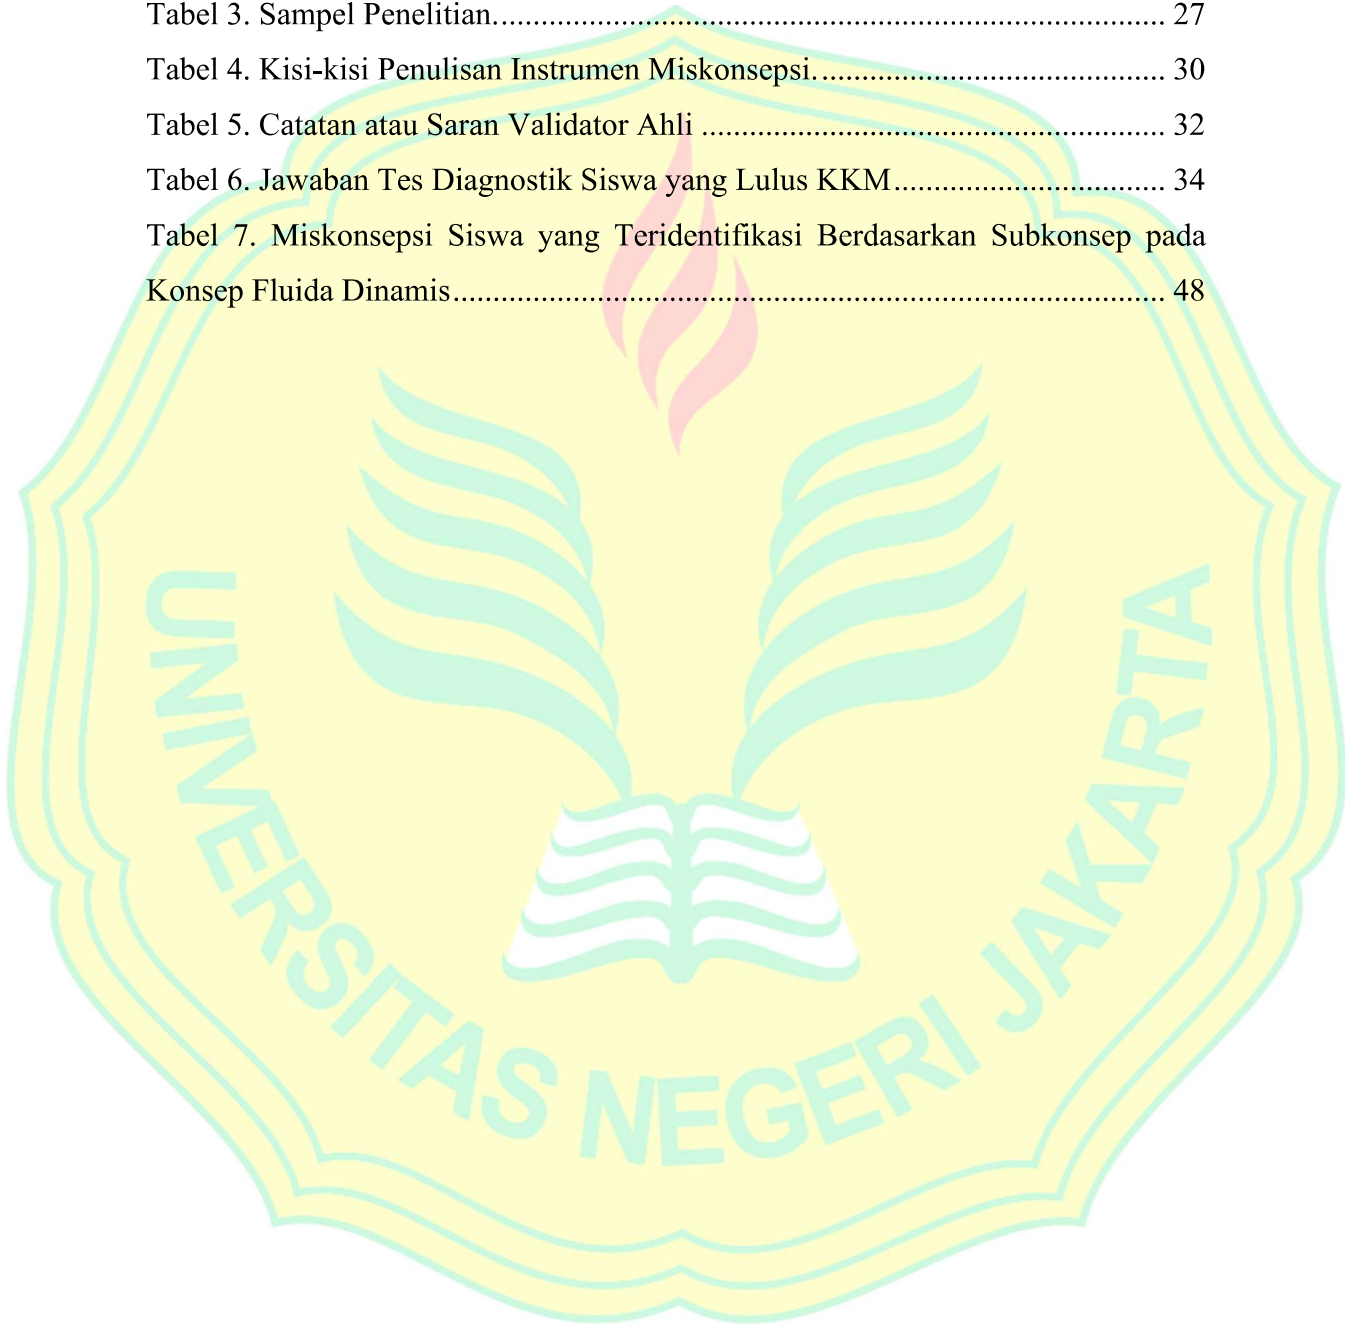 Tabel 3. Sampel Penelitian................................................................................... 27
Tabel 4. Kisi-kisi Penulisan Instrumen Miskonsepsi........................................... 30
Tabel 5. Catatan atau Saran Validator Ahli .......................................................... 32
Tabel 6. Jawaban Tes Diagnostik Siswa yang Lulus KKM.................................. 34
Tabel 7. Miskonsepsi Siswa yang Teridentifikasi Berdasarkan Subkonsep pada
Konsep Fluida Dinamis......................................................................................... 48
UNIVERSITAS NEGERI JAKARTA